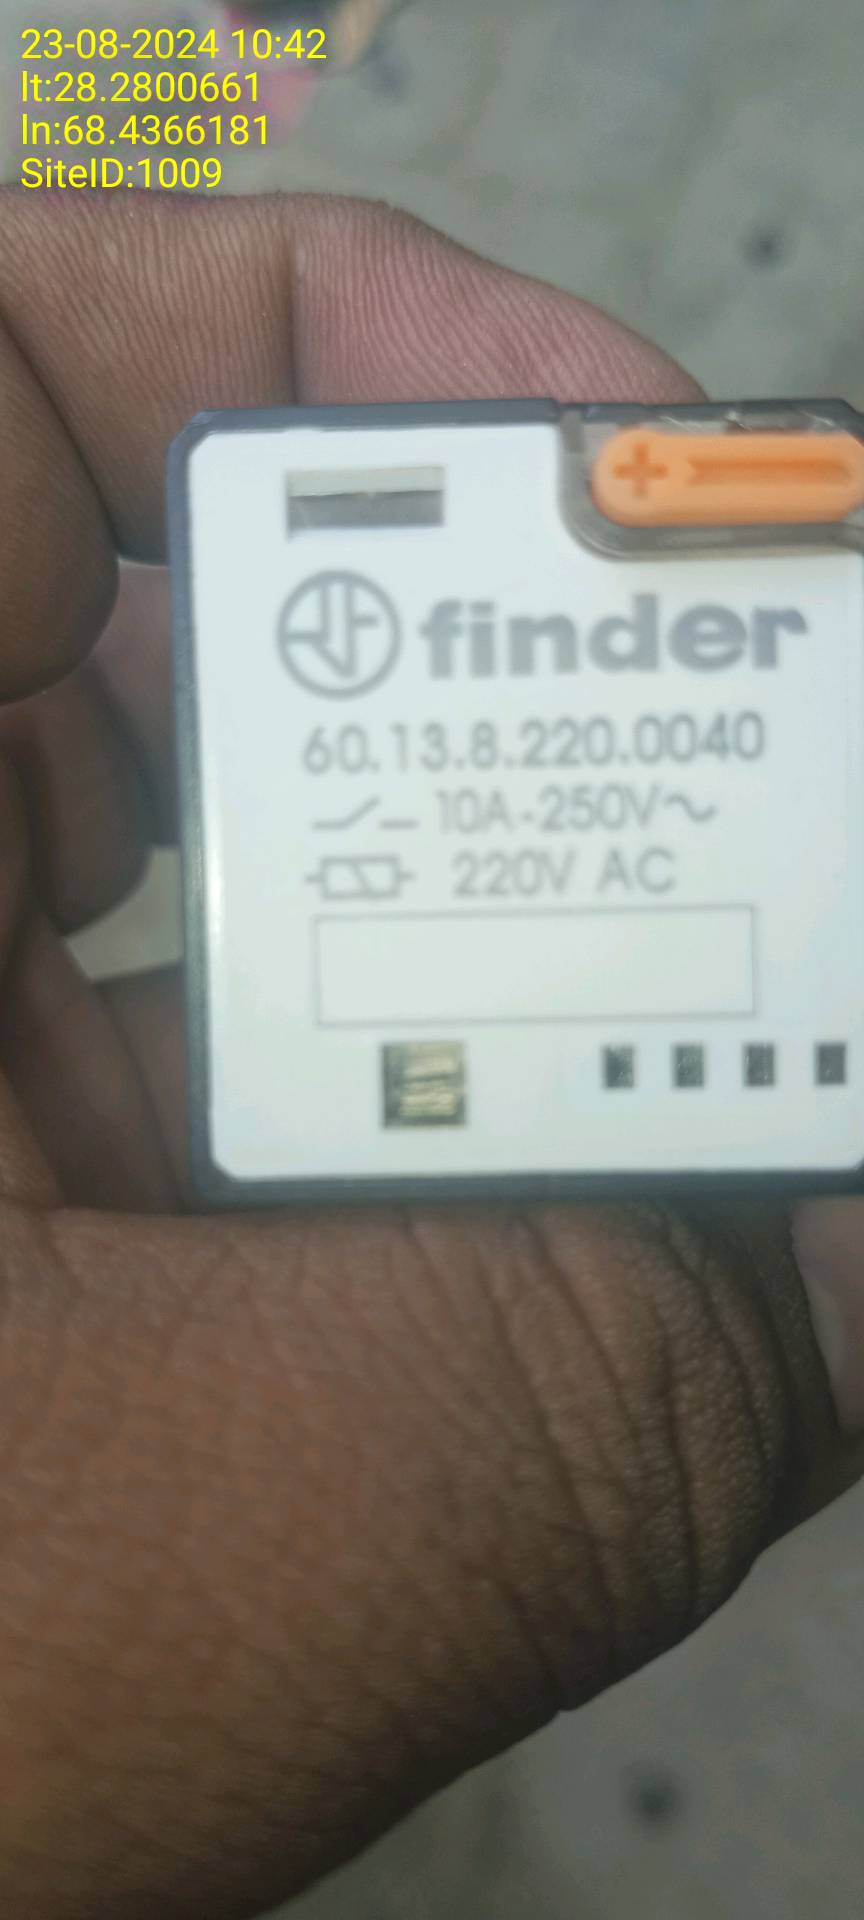 23-08-2024 10:42
lt:28.2800661
ln:68.4366181
SiteID:1009
finder
60.13.8.220.0040
10A-250V~
220V AC